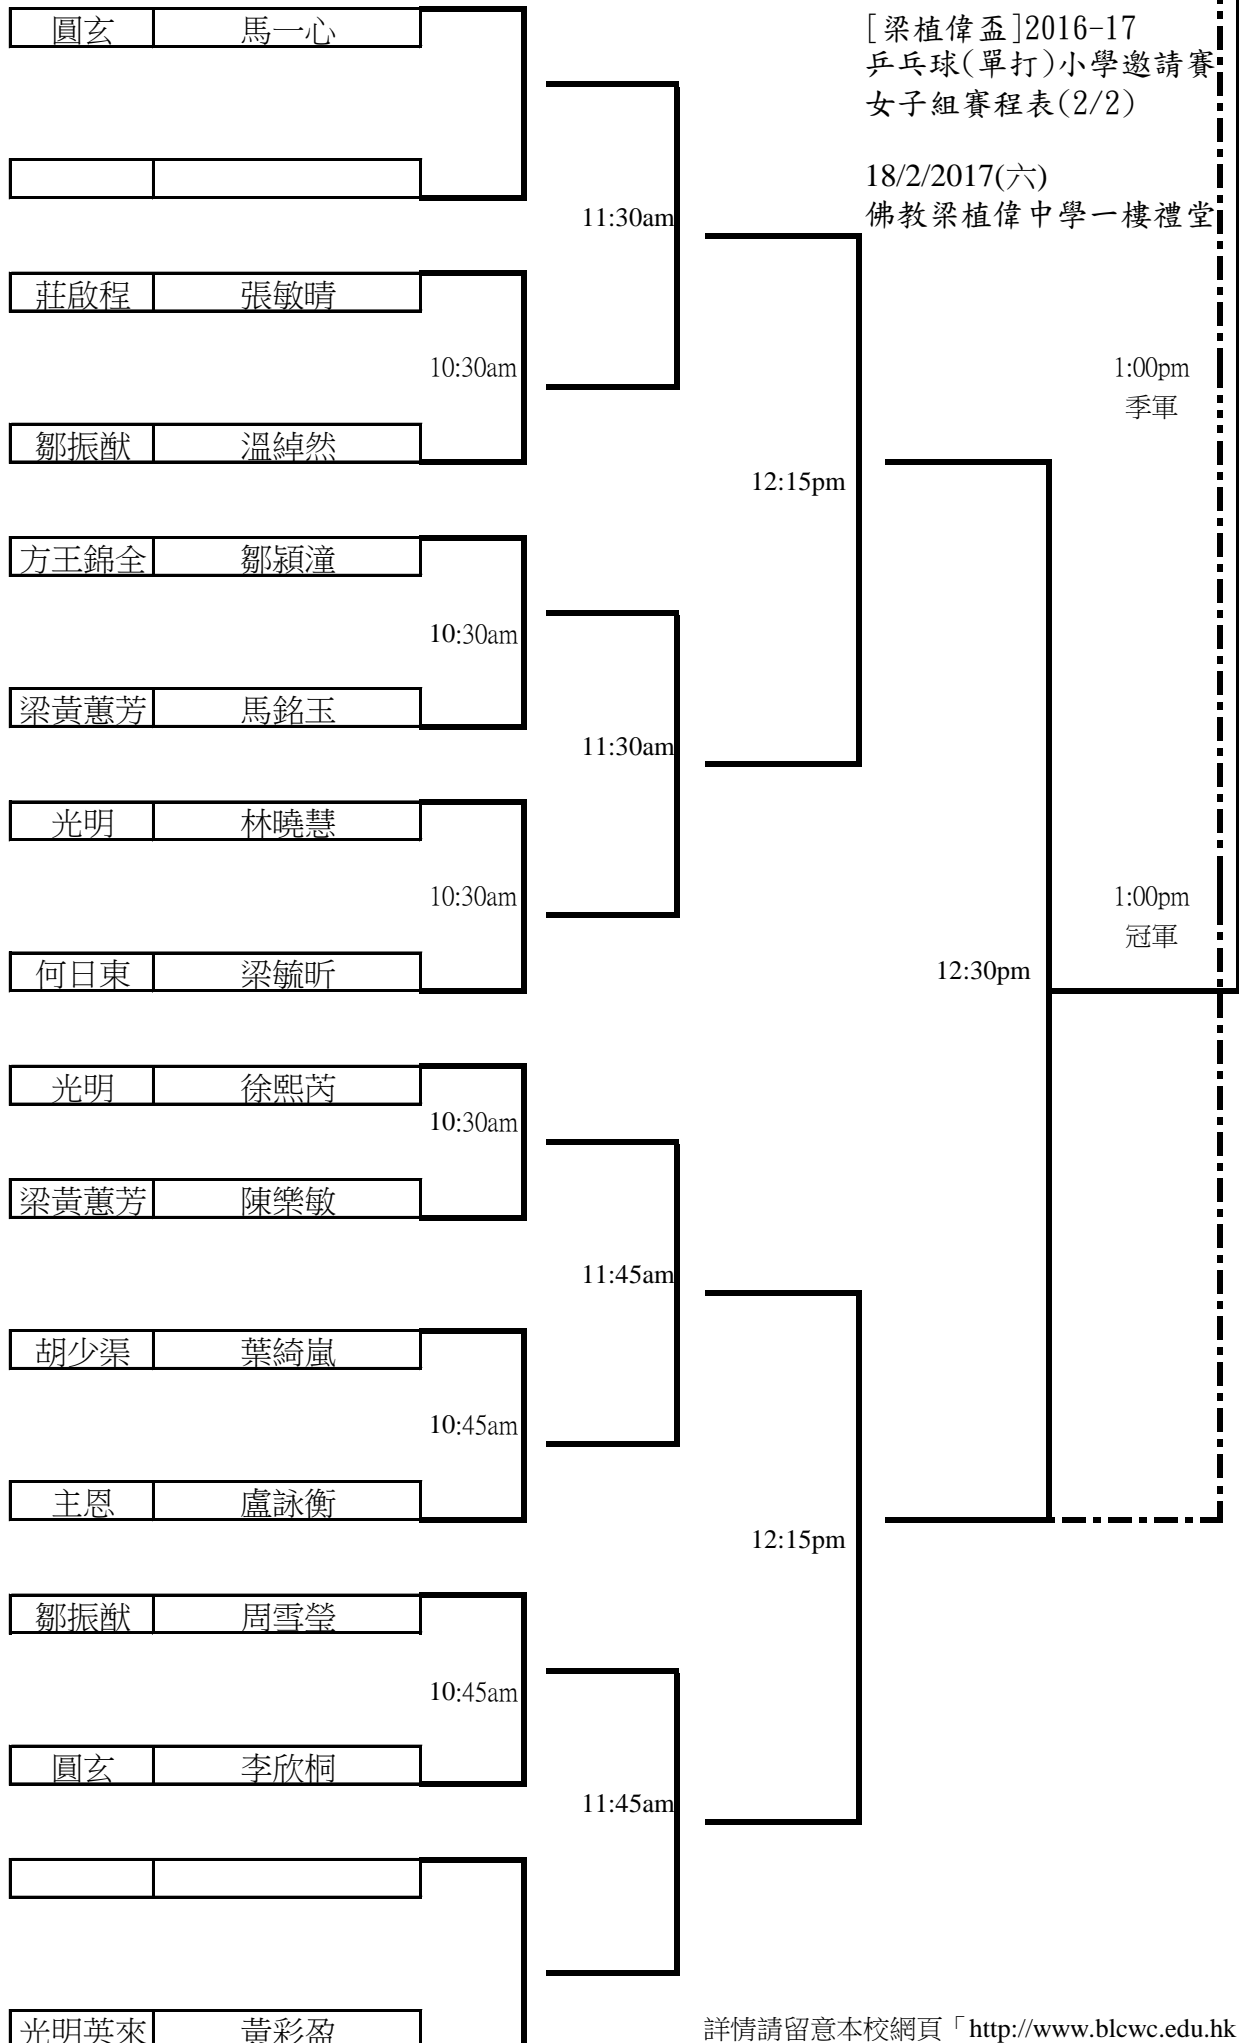 圓玄 馬一心
[梁植偉盃]2016-17
乒乓球(單打)小學邀請賽
女子組賽程表(2/2)
18/2/2017(六)
佛教梁植偉中學一樓禮堂
11:30am
莊啟程 張敏晴
10:30am
1:00pm
季軍
鄒振猷 溫綽然
12:15pm
方王錦全 鄒潁潼
10:30am
梁黃蕙芳 馬銘玉
11:30am
光明 林曉慧
10:30am
1:00pm
冠軍
何日東 梁毓昕
12:30pm
光明 徐熙芮
10:30am
梁黃蕙芳 陳樂敏
11:45am
胡少渠 葉綺嵐
10:45am
主恩 盧詠衡
12:15pm
鄒振猷 周雪瑩
10:45am
圓玄 李欣桐
11:45am
光明英來 黃彩盈
詳情請留意本校網頁「http://www.blcwc.edu.hk